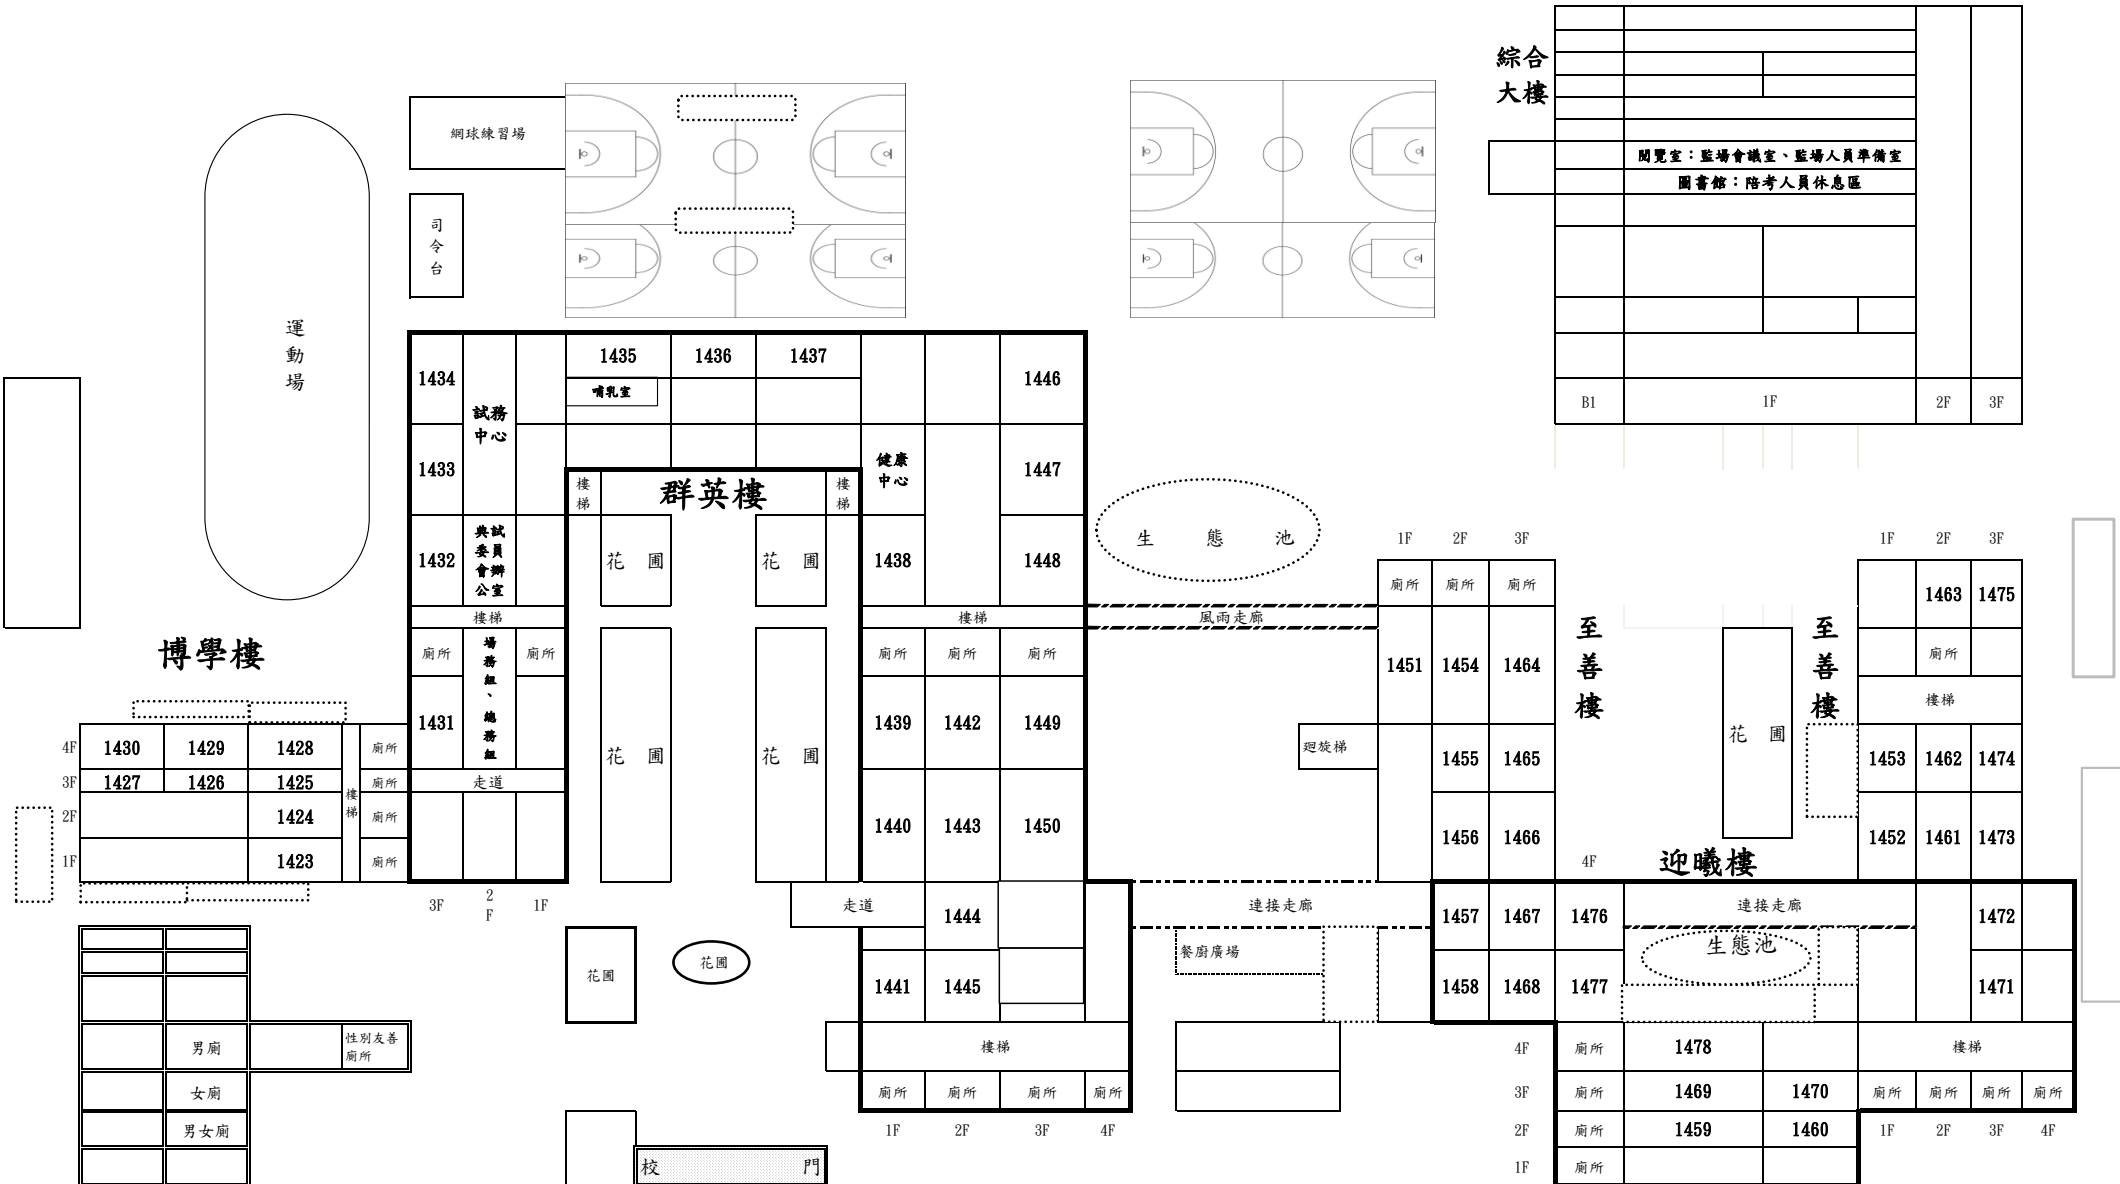 綜合
大樓
網球練習場
閱覽室：監場會議室、監場人員準備室
圖書館：陪考人員休息區
司
令
台
運
動
場
B1 1F 2F 3F
1434 試務
中心 1435 1436 1437 1446
哺乳室
1433 健康
中心 1447
樓
梯 群英樓 樓
梯
1432 典試
委員
會辦
公室 花圃 花圃 1438 1448
生態池
1F 2F 3F
廁所 廁所 廁所
1F 2F 3F
1463 1475
樓梯 樓梯 風雨走廊
博學樓
廁所 場
務
組
、
總
務
組 廁所 廁所 廁所 廁所
1451 1454 1464
至
善
樓
至
善
樓
廁所
樓梯
1431 花圃 花圃 1439 1442 1449
迴旋梯 1455 1465 花圃 1453 1462 1474
4F 1430 1429 1428 廁所
3F 1427 1426 1425 廁所
樓
梯
走道
2F 1424 廁所
1F 1423 廁所
1440 1443 1450
1456 1466 1452 1461 1473
4F 迎曦樓
3F 2
F 1F
走道 1444 連接走廊 1457 1467 1476 連接走廊 1472
花圃 花圃 1441 1445 餐廚廣場 1458 1468 1477 生態池 1471
男廁 性別友善
廁所
樓梯
4F 廁所 1478 樓梯
女廁
廁所 廁所 廁所 廁所
3F 廁所 1469 1470 廁所 廁所 廁所 廁所
男女廁
1F 2F 3F 4F
2F 廁所 1459 1460 1F 2F 3F 4F
校門
1F 廁所